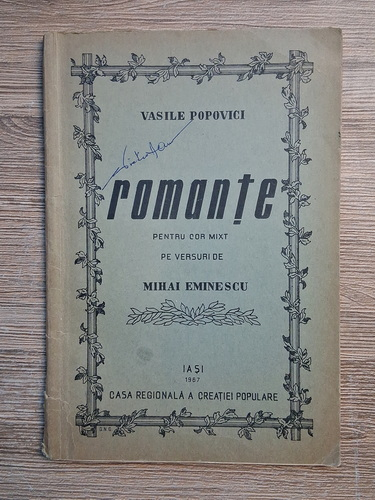 VASILE POPOVICI
romanțe
PENTRU COR MIXT
PE VERSURI DE
MIHAI EMINESCU
IAȘI
1967
CASA REGIONALĂ A CREAȚIEI POPULARE